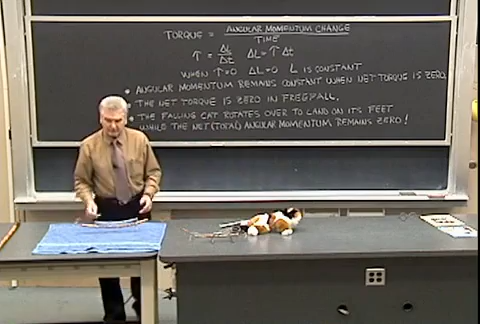 TORQUE = ANGULAR MOMENTUM CHANGE / TIME
τ = ΔL/Δt   ΔL = τ Δt
WHEN τ=0 ΔL=0 L IS CONSTANT
• ANGULAR MOMENTUM REMAINS CONSTANT WHEN NET TORQUE IS ZERO.
• THE NET TORQUE IS ZERO IN FREEFALL.
• THE FALLING CAT ROTATES OVER TO LAND ON ITS FEET
WHILE THE NET (TOTAL) ANGULAR MOMENTUM REMAINS ZERO!